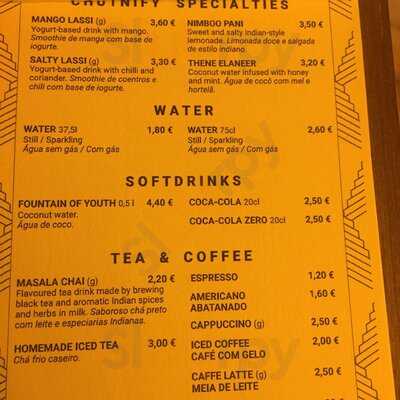 CHUTNIFY SPECIALTIES
MANGO LASSI (g) 3,60 €
Yogurt-based drink with mango.
Smoothie de manga com base de
iogurte.
SALTY LASSI (g) 3,30 €
Yogurt-based drink with chilli and
coriander. Smoothie de coentros e
chili com base de iogurte.
NIMBOO PANI 3,50 €
Sweet and salty indian-style
lemonade. Limonada doce e salgada
de estilo indiano.
THENE ELANEER 3,20 €
Coconut water infused with honey
and mint. Água de cocô com mel e
hortelã.
WATER
WATER 37,5l 1,80 €
Still / Sparkling
Água sem gás / Com gás
WATER 75cl 2,60 €
Still / Sparkling
Água sem gás / Com gás
SOFTDRINKS
FOUNTAIN OF YOUTH 0,5 l 4,40 €
Coconut water.
Água de coco.
COCA-COLA 20cl 2,50 €
COCA-COLA ZERO 20cl 2,50 €
TEA & COFFEE
MASALA CHAI (g) 2,20 €
Flavoured tea drink made by brewing
black tea and aromatic Indian spices
and herbs in milk. Saboroso chá preto
com leite e especiarias Indianas.
HOMEMADE ICED TEA 3,00 €
Chá frio caseiro.
ESPRESSO 1,20 €
AMERICANO 1,60 €
ABATANADO
CAPPUCCINO (g) 2,50 €
ICED COFFEE 2,00 €
CAFÉ COM GELO
CAFFE LATTE (g) 2,50 €
MEIA DE LEITE